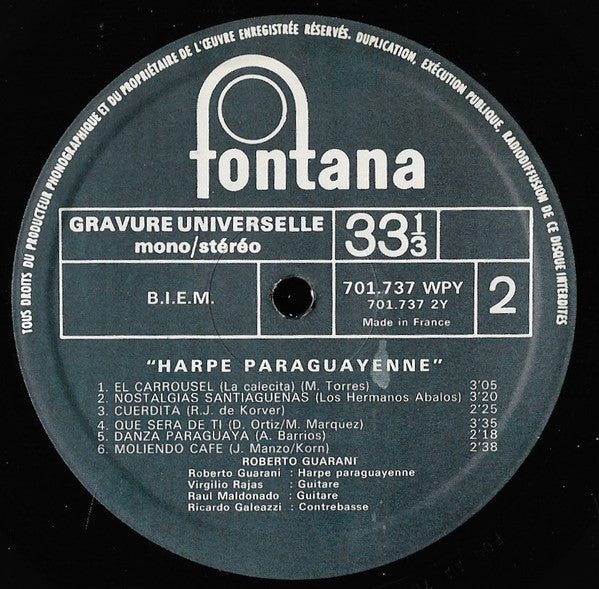 TOUS DROITS DU PRODUCTEUR PHONOGRAPHIQUE ET DU PROPRIÉTAIRE DE L'ŒUVRE ENREGISTRÉE RÉSERVÉS. DUPLICATION, EXÉCUTION PUBLIQUE, RADIODIFFUSION DE CE DISQUE INTERDITES
fontana
GRAVURE UNIVERSELLE
mono/stéréo
33⅓
B.I.E.M.
701.737 WPY
701.737 2Y
Made in France
2
"HARPE PARAGUAYENNE"
1. EL CARROUSEL (La calecita) (M. Torres) 3'05
2. NOSTALGIAS SANTIAGUENAS (Los Hermanos Abalos) 3'20
3. CUERDITA (R.J. de Korver) 2'25
4. QUE SERA DE TI (D. Ortiz/M. Marquez) 3'35
5. DANZA PARAGUAYA (A. Barrios) 2'18
6. MOLIENDO CAFE (J. Manzo/Korn) 2'38
ROBERTO GUARANI
Roberto Guarani : Harpe paraguayenne
Virgilio Rajas : Guitare
Raul Maldonado : Guitare
Ricardo Galeazzi : Contrebasse